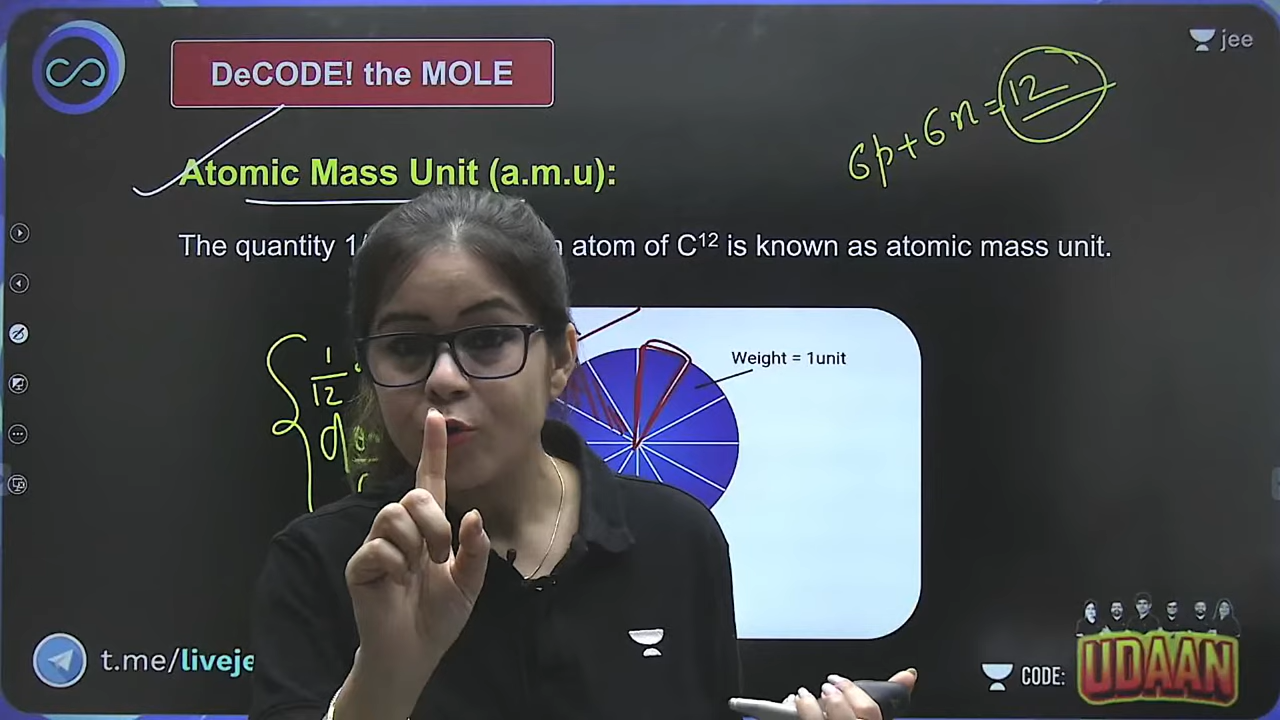 jee
DeCODE! the MOLE
6p+6n=12
Atomic Mass Unit (a.m.u):
The quantity 1/ atom of C¹² is known as atomic mass unit.
1/12
Weight = 1unit
t.me/liveje
CODE: UDAAN